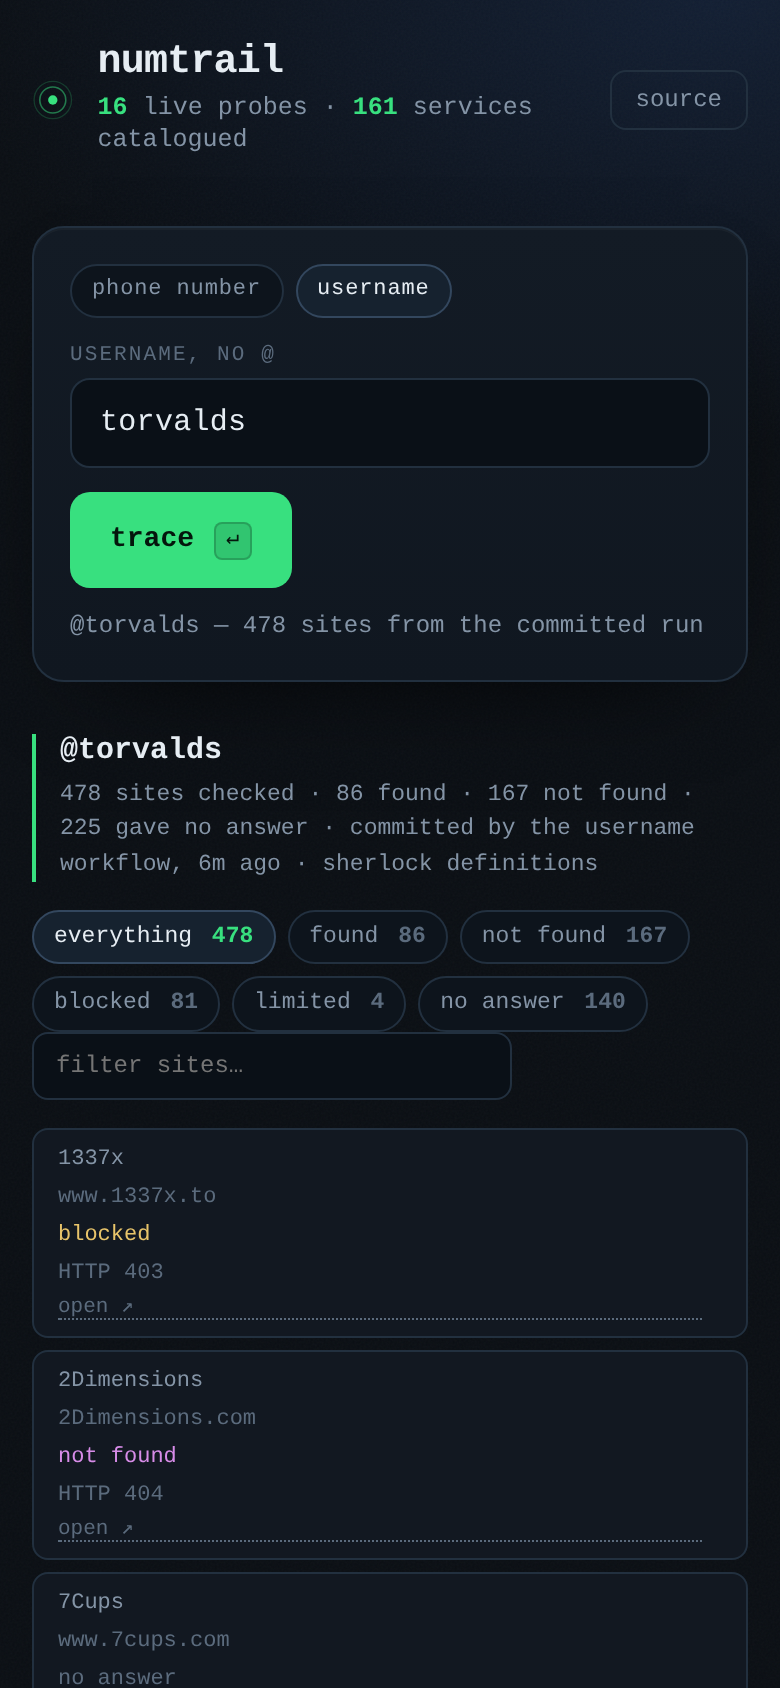 numtrail
16 live probes · 161 services
catalogued
source
phone number
username
USERNAME, NO @
torvalds
trace ↵
@torvalds — 478 sites from the committed run
@torvalds
478 sites checked · 86 found · 167 not found ·
225 gave no answer · committed by the username
workflow, 6m ago · sherlock definitions
everything 478 found 86 not found 167
blocked 81 limited 4 no answer 140
filter sites…
1337x
www.1337x.to
blocked
HTTP 403
open ↗
2Dimensions
2Dimensions.com
not found
HTTP 404
open ↗
7Cups
www.7cups.com
no answer